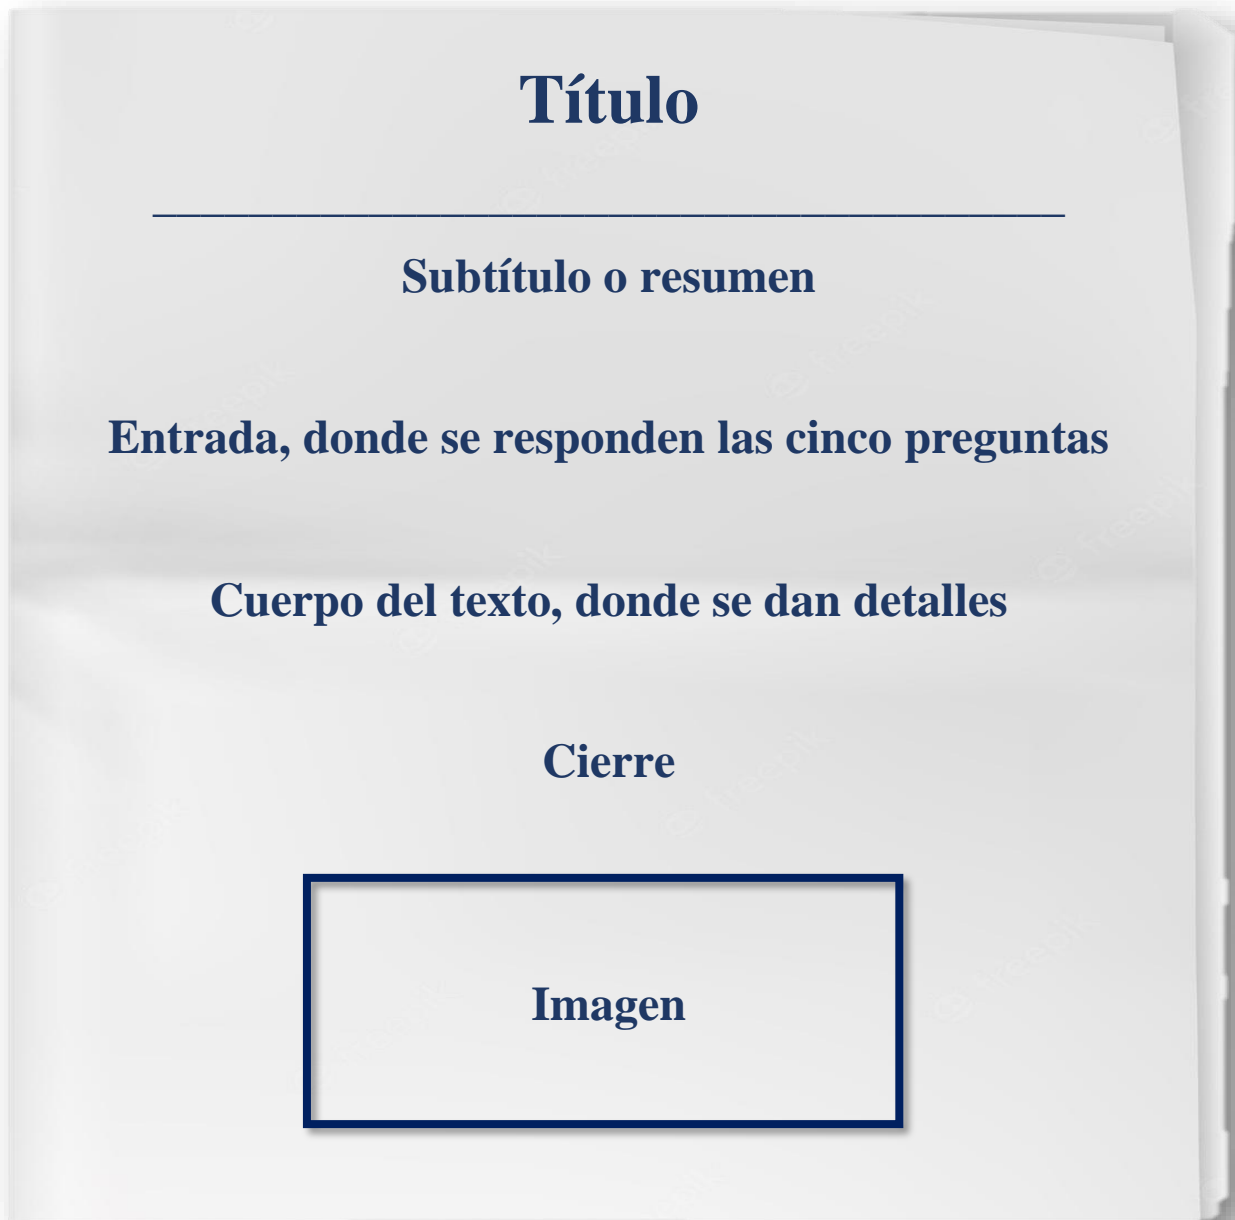 Título
Subtítulo o resumen
Entrada, donde se responden las cinco preguntas
Cuerpo del texto, donde se dan detalles
Cierre
Imagen